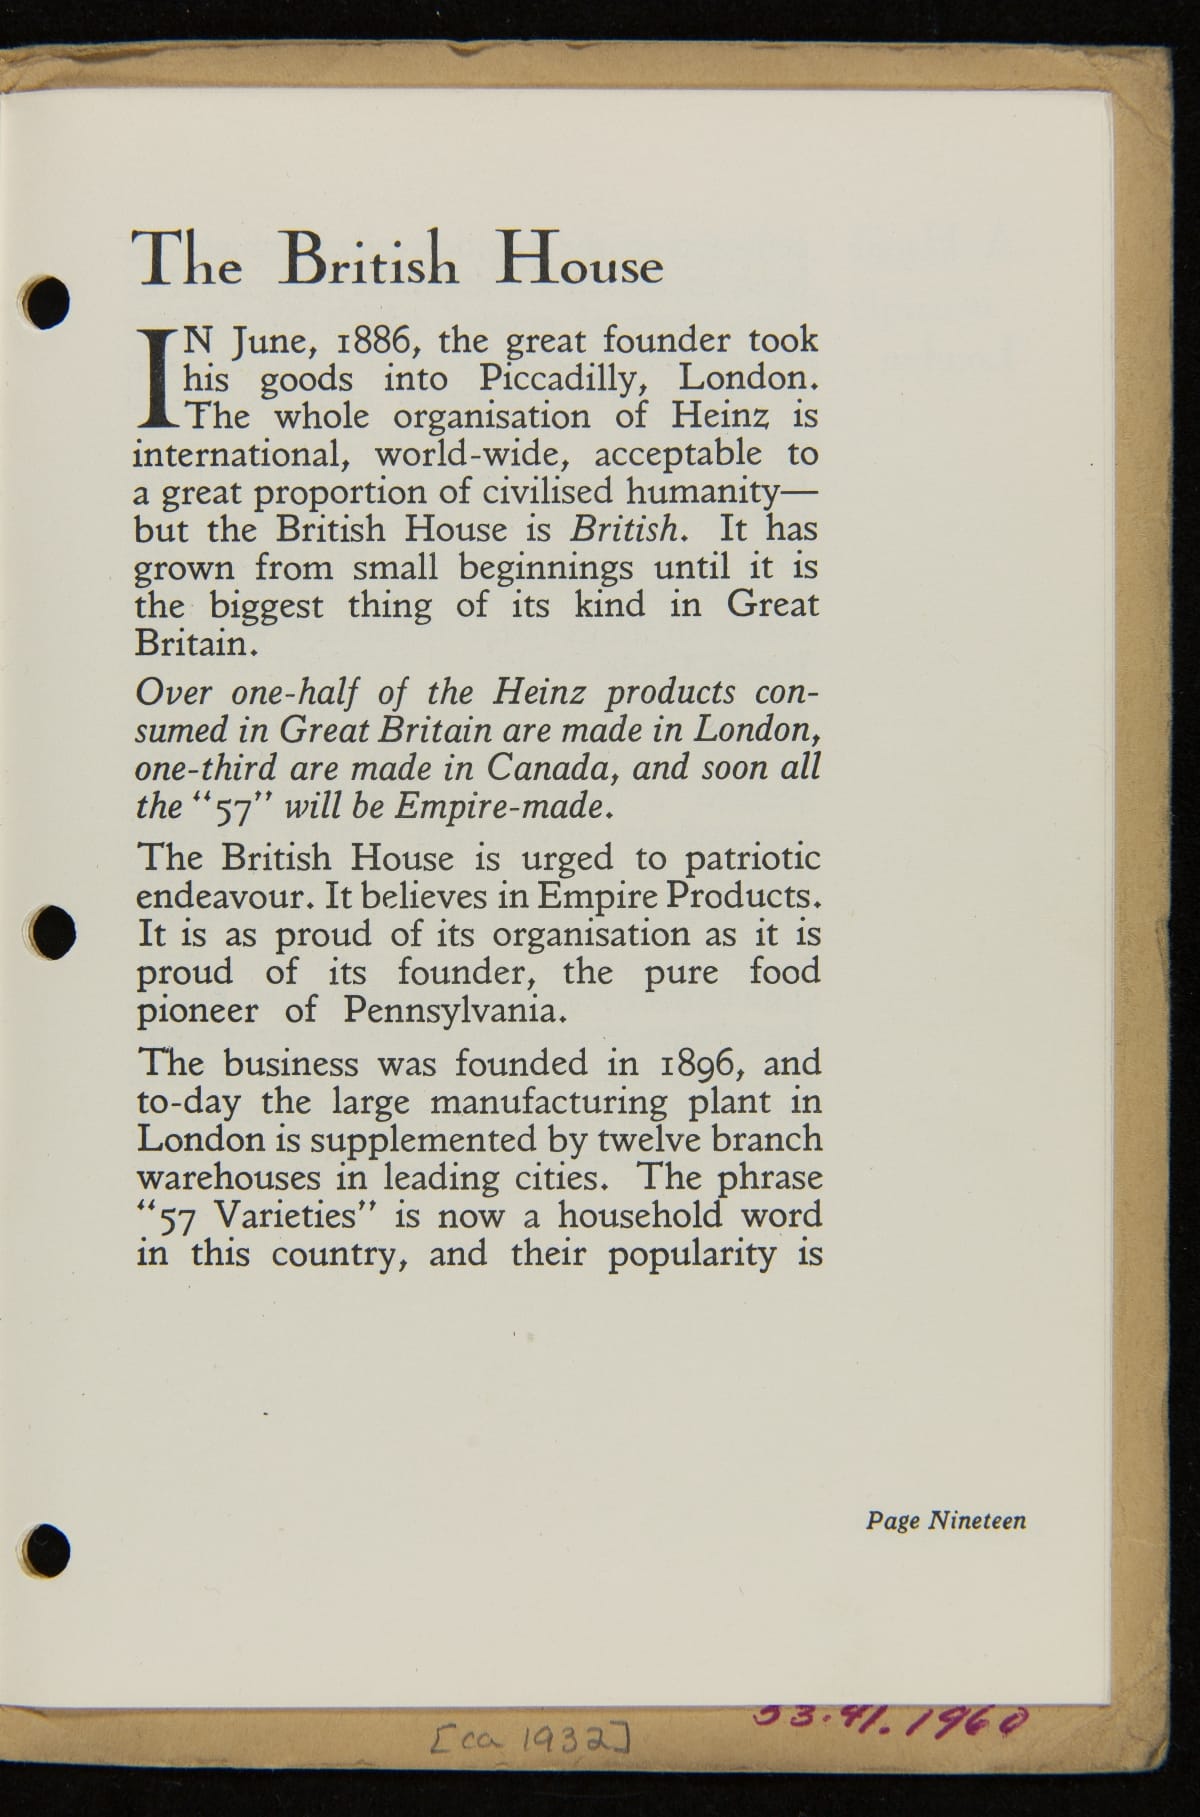 The British House
IN June, 1886, the great founder took
his goods into Piccadilly, London.
The whole organisation of Heinz is
international, world-wide, acceptable to
a great proportion of civilised humanity—
but the British House is British. It has
grown from small beginnings until it is
the biggest thing of its kind in Great
Britain.
Over one-half of the Heinz products con-
sumed in Great Britain are made in London,
one-third are made in Canada, and soon all
the “57” will be Empire-made.
The British House is urged to patriotic
endeavour. It believes in Empire Products.
It is as proud of its organisation as it is
proud of its founder, the pure food
pioneer of Pennsylvania.
The business was founded in 1896, and
to-day the large manufacturing plant in
London is supplemented by twelve branch
warehouses in leading cities. The phrase
“57 Varieties” is now a household word
in this country, and their popularity is
Page Nineteen
53.41.1960
[ca 1932]